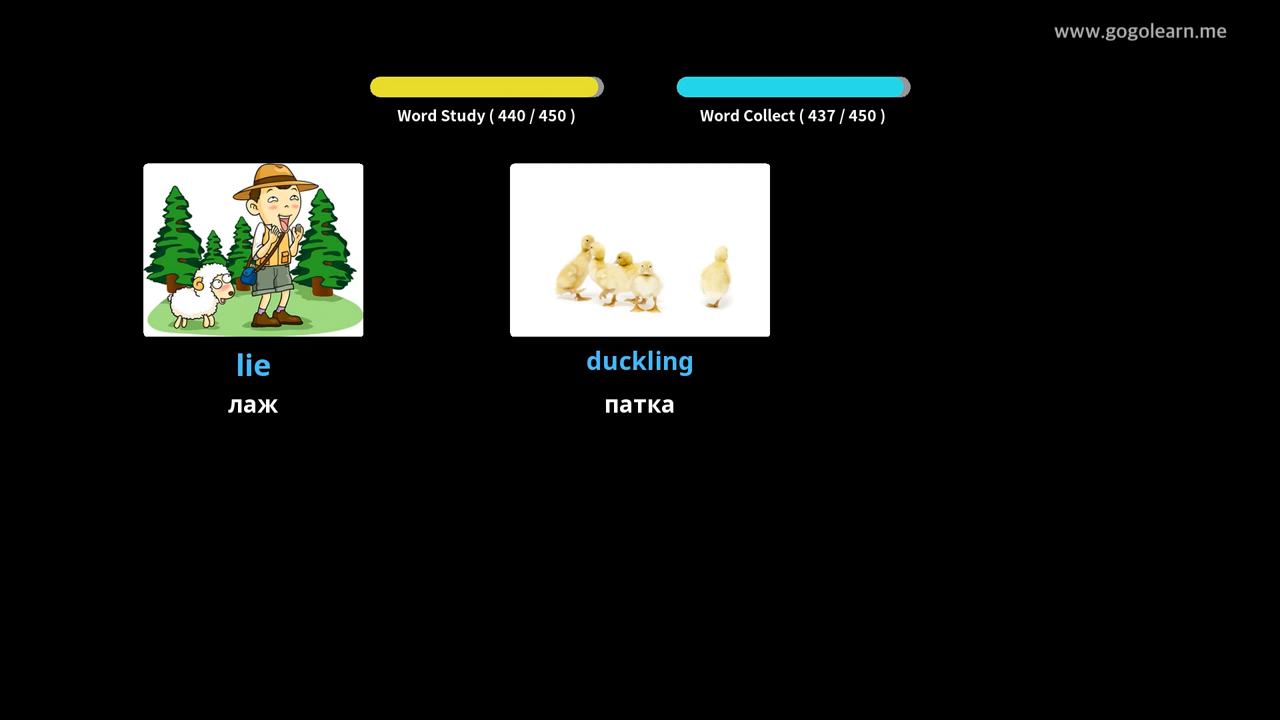 www.gogolearn.me
Word Study ( 440 / 450 )
Word Collect ( 437 / 450 )
lie
duckling
лаж
патка